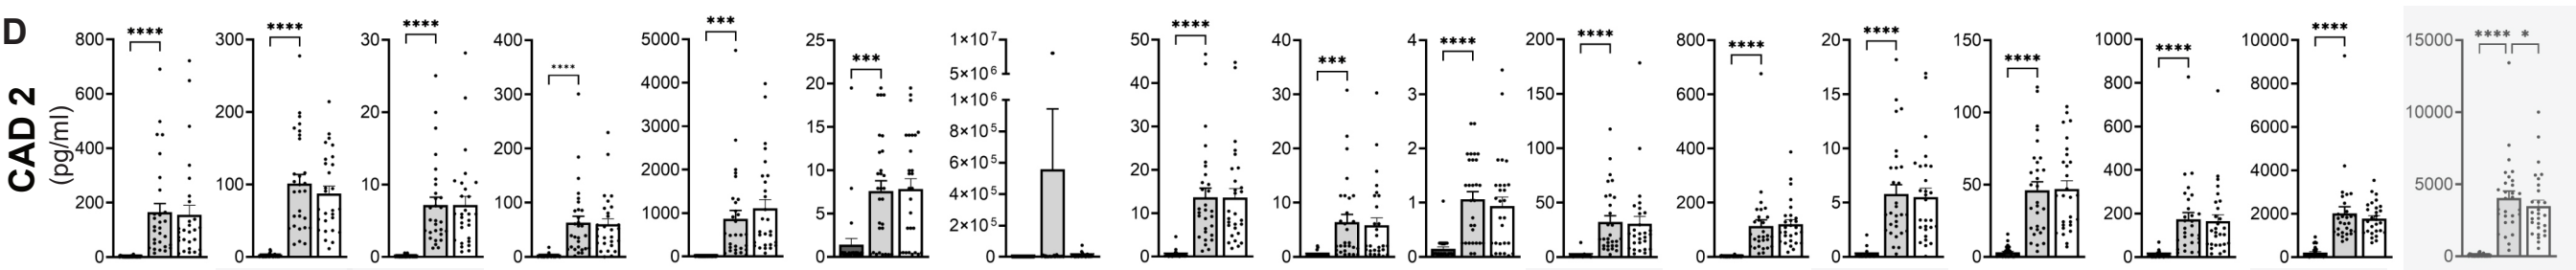 D
CAD 2
(pg/ml)
800 600 400 200 0 ****
300 200 100 0 ****
30 20 10 0 ****
400 300 200 100 0 ****
5000 4000 3000 2000 1000 0 ***
25 20 15 10 5 0 ***
1×10⁷ 5×10⁶ 1×10⁶ 8×10⁵ 6×10⁵ 4×10⁵ 2×10⁵ 0
50 40 30 20 10 0 ****
40 30 20 10 0 ***
4 3 2 1 0 ****
200 150 100 50 0 ****
800 600 400 200 0 ****
20 15 10 5 0 ****
150 100 50 0 ****
1000 800 600 400 200 0 ****
10000 8000 6000 4000 2000 0 ****
15000 10000 5000 0 **** *